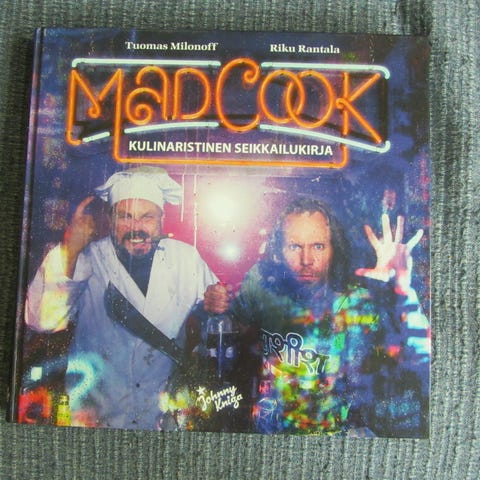 Tuomas Milonoff Riku Rantala
MADCOOK
KULINARISTINEN SEIKKAILUKIRJA
Johnny
Kniga